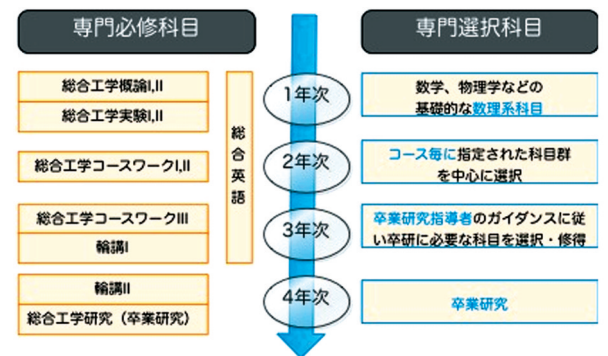 専門必修科目
専門選択科目
総合工学概論I,II
総合工学実験I,II
総合英語
1年次
数学、物理学などの
基礎的な数理系科目
総合工学コースワークI,II
2年次
コース毎に指定された科目群
を中心に選択
総合工学コースワークIII
輪講I
3年次
卒業研究指導者のガイダンスに従
い卒研に必要な科目を選択・修得
輪講II
総合工学研究（卒業研究）
4年次
卒業研究